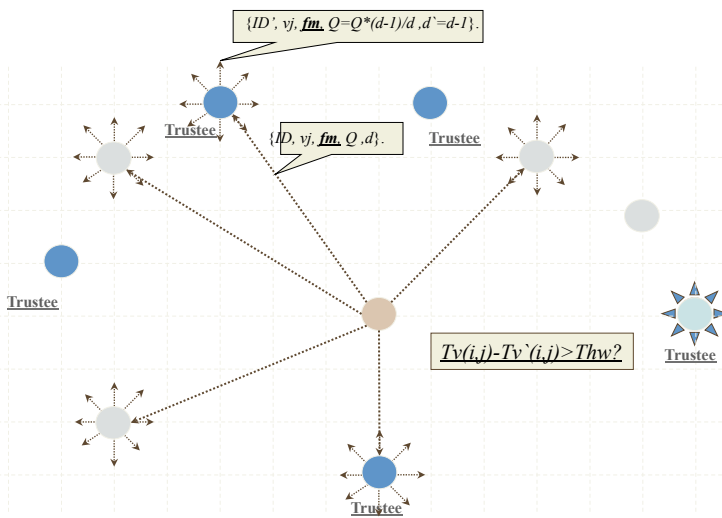 {ID', vj, fm, Q=Q*(d-1)/d ,d`=d-1}.
Trustee
{ID, vj, fm, Q ,d}.
Trustee
Trustee
Tv(i,j)-Tv`(i,j)>Thw?
Trustee
Trustee